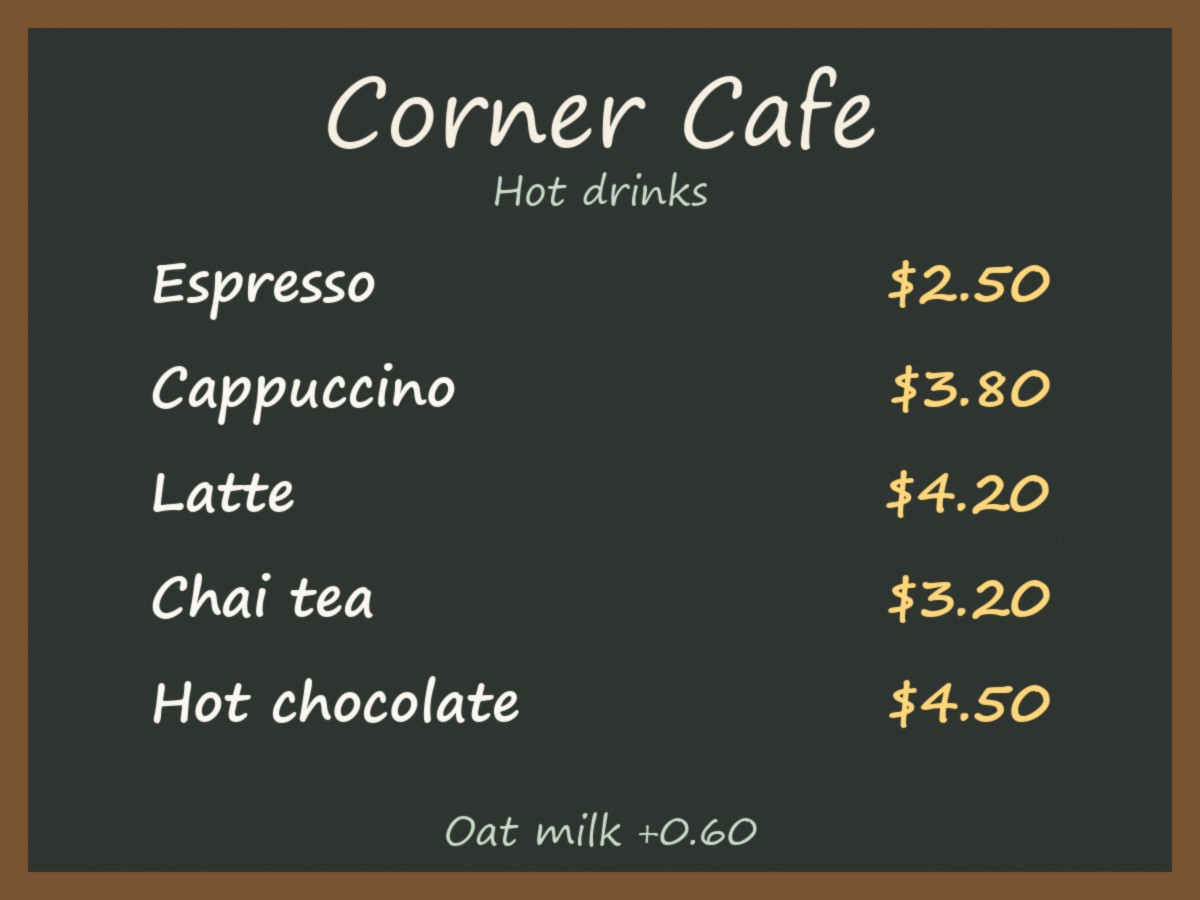 Corner Cafe
Hot drinks
Espresso $2.50
Cappuccino $3.80
Latte $4.20
Chai tea $3.20
Hot chocolate $4.50
Oat milk +0.60